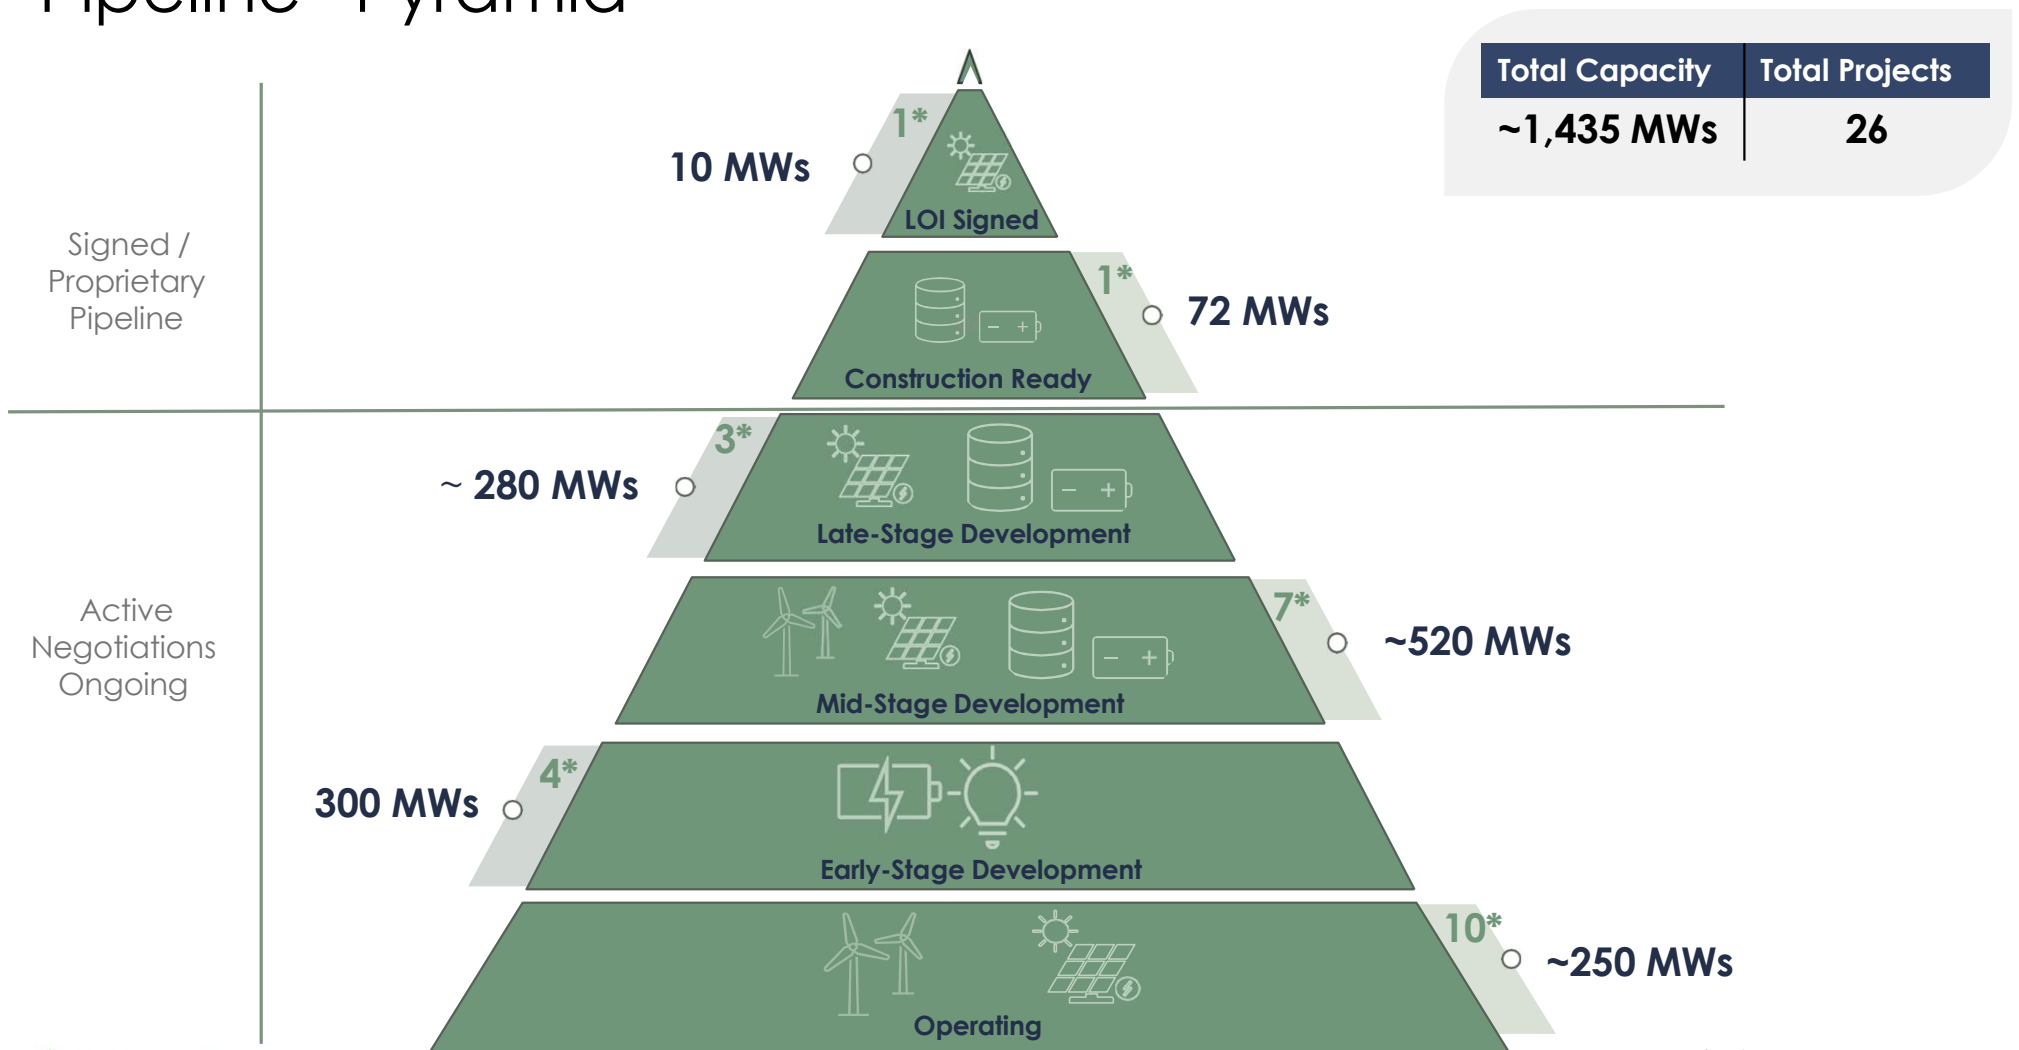 Pipeline Pyramid
Total Capacity Total Projects
~1,435 MWs 26
1*
10 MWs
LOI Signed
Signed /
Proprietary
Pipeline
1*
72 MWs
Construction Ready
3*
~ 280 MWs
Late-Stage Development
Active
Negotiations
Ongoing
7*
~520 MWs
Mid-Stage Development
4*
300 MWs
Early-Stage Development
10*
~250 MWs
Operating